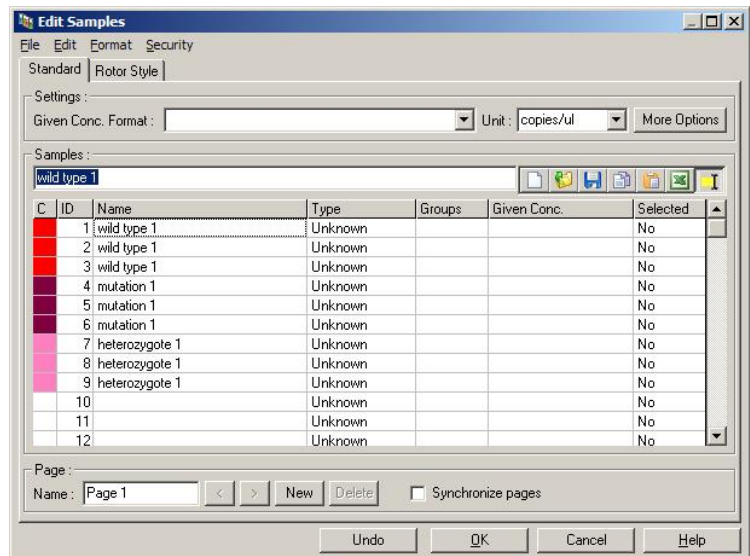 Edit Samples
File Edit Format Security
Standard Rotor Style
Settings :
Given Conc. Format : Unit : copies/ul More Options
Samples :
wild type 1
C ID Name Type Groups Given Conc. Selected
1 wild type 1 Unknown No
2 wild type 1 Unknown No
3 wild type 1 Unknown No
4 mutation 1 Unknown No
5 mutation 1 Unknown No
6 mutation 1 Unknown No
7 heterozygote 1 Unknown No
8 heterozygote 1 Unknown No
9 heterozygote 1 Unknown No
10 Unknown No
11 Unknown No
12 Unknown No
Page :
Name : Page 1 < > New Delete Synchronize pages
Undo OK Cancel Help